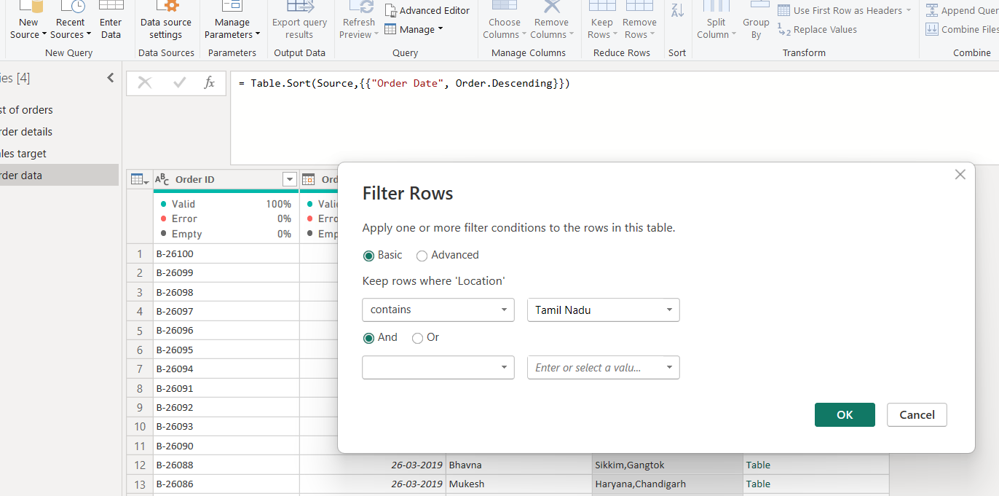 New Source
Recent Sources
Enter Data
New Query
Data source settings
Data Sources
Manage Parameters
Parameters
Export query results
Output Data
Refresh Preview
Advanced Editor
Manage
Query
Choose Columns
Remove Columns
Manage Columns
Keep Rows
Remove Rows
Reduce Rows
Sort
Split Column
Group By
Use First Row as Headers
1 2 Replace Values
Transform
Append Quer
Combine Files
Combine
ies [4]
st of orders
rder details
les target
rder data
fx
= Table.Sort(Source,{{"Order Date", Order.Descending}})
ABC Order ID
Ord
Valid 100%
Error 0%
Empty 0%
Vali
Erro
Emp
1 B-26100
2 B-26099
3 B-26098
4 B-26097
5 B-26096
6 B-26095
7 B-26094
8 B-26091
9 B-26092
10 B-26093
11 B-26090
12 B-26088 26-03-2019 Bhavna Sikkim,Gangtok Table
13 B-26086 26-03-2019 Mukesh Haryana,Chandigarh Table
Filter Rows
Apply one or more filter conditions to the rows in this table.
Basic Advanced
Keep rows where 'Location'
contains Tamil Nadu
And Or
Enter or select a valu...
OK Cancel